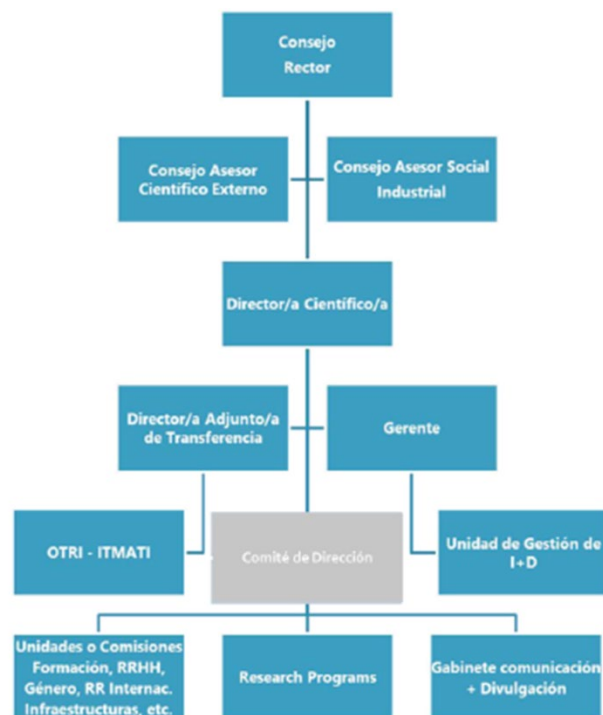 Consejo
Rector
Consejo Asesor
Científico Externo
Consejo Asesor Social
Industrial
Director/a Científico/a
Director/a Adjunto/a
de Transferencia
Gerente
OTRI - ITMATI
Comité de Dirección
Unidad de Gestión de
I+D
Unidades o Comisiones
Formación, RRHH,
Género, RR Internac.
Infraestructuras, etc.
Research Programs
Gabinete comunicación
+ Divulgación